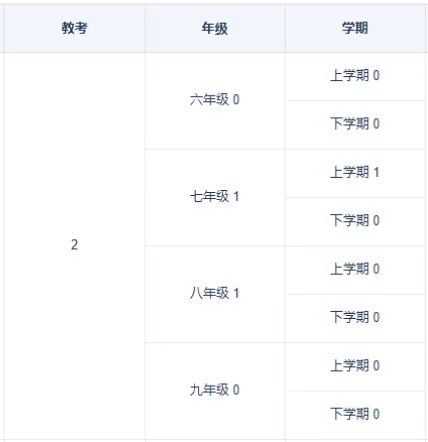 教考 年级 学期
六年级 0
上学期 0
下学期 0
2
七年级 1
上学期 1
下学期 0
八年级 1
上学期 0
下学期 0
九年级 0
上学期 0
下学期 0